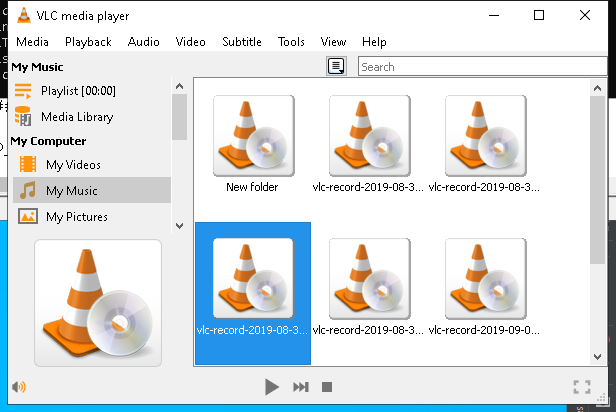 VLC media player
Media Playback Audio Video Subtitle Tools View Help
My Music
Search
Playlist [00:00]
Media Library
My Computer
My Videos
My Music
My Pictures
New folder
vlc-record-2019-08-3...
vlc-record-2019-08-3...
vlc-record-2019-08-3...
vlc-record-2019-08-3...
vlc-record-2019-09-0...